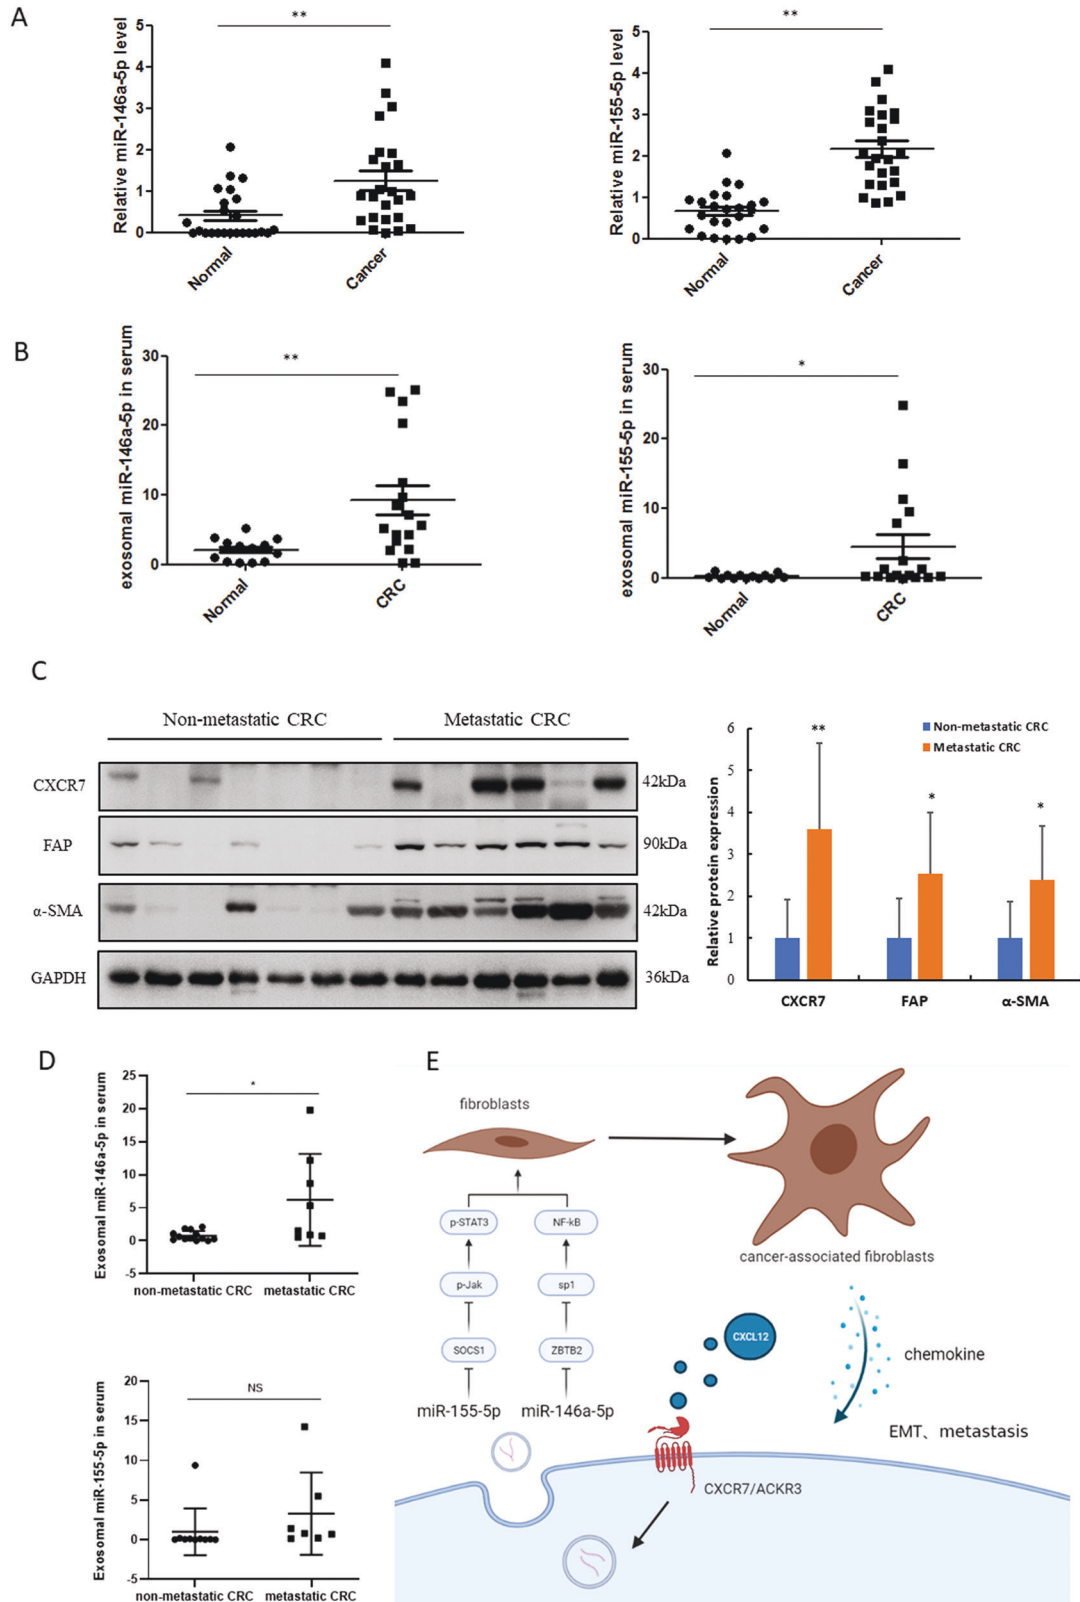 A
Relative miR-146a-5p level
5
4
3
2
1
0
**
Normal
Cancer
Relative miR-155-5p level
5
4
3
2
1
0
**
Normal
Cancer
B
exosomal miR-146a-5p in serum
30
20
10
0
**
Normal
CRC
exosomal miR-155-5p in serum
30
20
10
0
*
Normal
CRC
C
Non-metastatic CRC
Metastatic CRC
CXCR7
42kDa
FAP
90kDa
α-SMA
42kDa
GAPDH
36kDa
Relative protein expression
6
5
4
3
2
1
0
Non-metastatic CRC
Metastatic CRC
**
*
*
CXCR7
FAP
α-SMA
D
Exosomal miR-146a-5p in serum
25
20
15
10
5
0
-5
*
non-metastatic CRC
metastatic CRC
Exosomal miR-155-5p in serum
20
15
10
5
0
-5
NS
non-metastatic CRC
metastatic CRC
E
fibroblasts
cancer-associated fibroblasts
p-STAT3
NF-kB
p-Jak
sp1
SOCS1
ZBTB2
miR-155-5p
miR-146a-5p
CXCL12
chemokine
EMT、metastasis
CXCR7/ACKR3